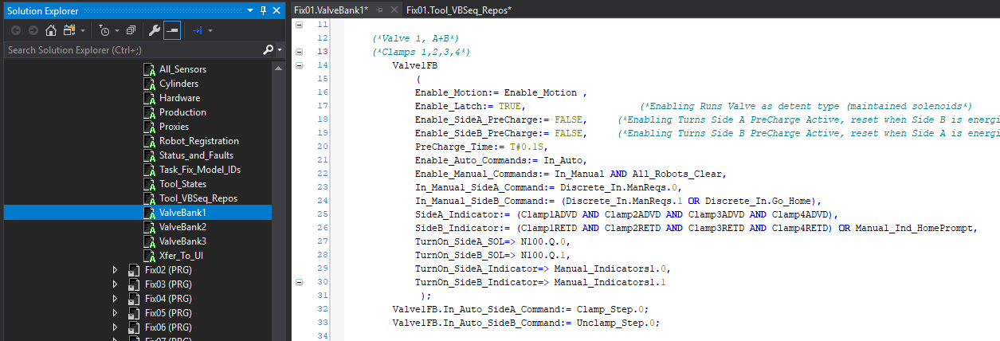 Solution Explorer
Search Solution Explorer (Ctrl+;)
All_Sensors
Cylinders
Hardware
Production
Proxies
Robot_Registration
Status_and_Faults
Task_Fix_Model_IDs
Tool_States
Tool_VBSeq_Repos
ValveBank1
ValveBank2
ValveBank3
Xfer_To_UI
Fix02 (PRG)
Fix03 (PRG)
Fix04 (PRG)
Fix05 (PRG)
Fix06 (PRG)
Fix07 (PRG)
Fix01.ValveBank1* Fix01.Tool_VBSeq_Repos*
11
12 (*Valve 1, A+B*)
13 (*Clamps 1,2,3,4*)
14 Valve1FB
15 (
16 Enable_Motion:= Enable_Motion ,
17 Enable_Latch:= TRUE, (*Enabling Runs Valve as detent type (maintained solenoids*)
18 Enable_SideA_PreCharge:= FALSE, (*Enabling Turns Side A PreCharge Active, reset when Side B is energi
19 Enable_SideB_PreCharge:= FALSE, (*Enabling Turns Side B PreCharge Active, reset when Side A is energi
20 PreCharge_Time:= T#0.1S,
21 Enable_Auto_Commands:= In_Auto,
22 Enable_Manual_Commands:= In_Manual AND All_Robots_Clear,
23 In_Manual_SideA_Command:= Discrete_In.ManReqs.0,
24 In_Manual_SideB_Command:= (Discrete_In.ManReqs.1 OR Discrete_In.Go_Home),
25 SideA_Indicator:= (Clamp1ADVD AND Clamp2ADVD AND Clamp3ADVD AND Clamp4ADVD),
26 SideB_Indicator:= (Clamp1RETD AND Clamp2RETD AND Clamp3RETD AND Clamp4RETD) OR Manual_Ind_HomePrompt,
27 TurnOn_SideA_SOL=> N100.Q.0,
28 TurnOn_SideB_SOL=> N100.Q.1,
29 TurnOn_SideA_Indicator=> Manual_Indicators1.0,
30 TurnOn_SideB_Indicator=> Manual_Indicators1.1
31 );
32 Valve1FB.In_Auto_SideA_Command:= Clamp_Step.0;
33 Valve1FB.In_Auto_SideB_Command:= Unclamp_Step.0;
34